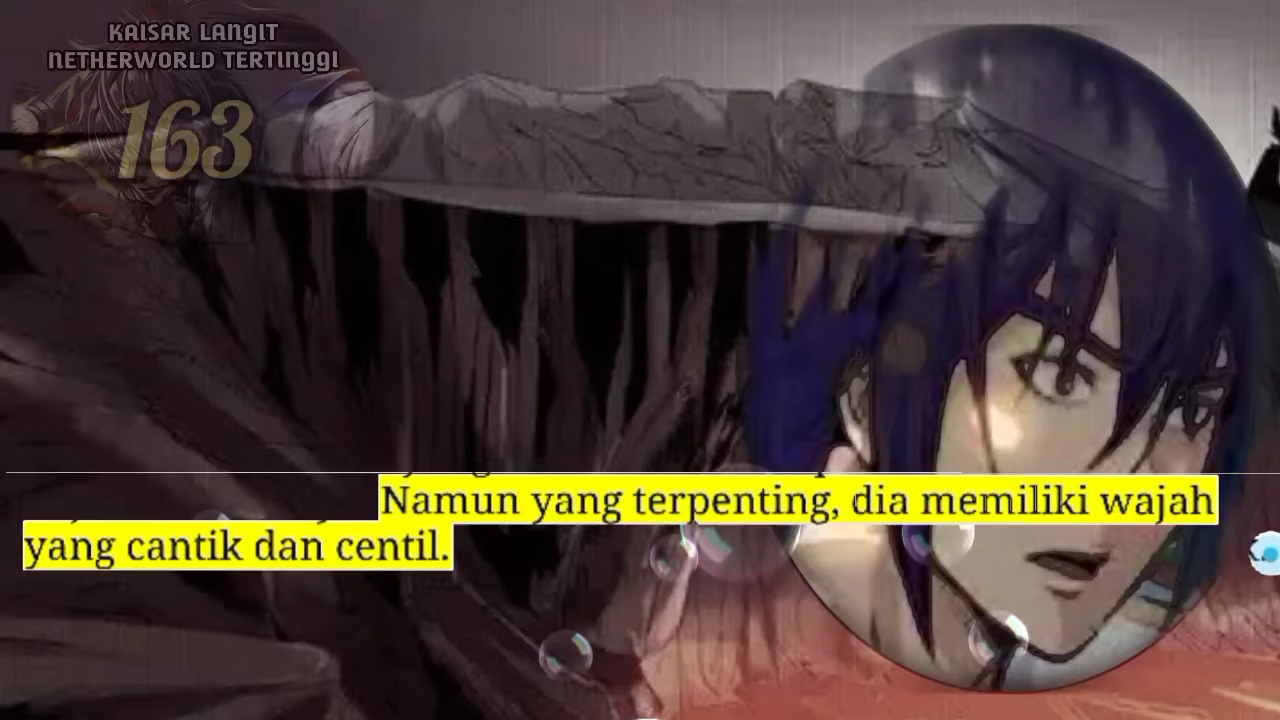 KAISAR LANGIT
NETHERWORLD TERTINGGI
163
Namun yang terpenting, dia memiliki wajah
yang cantik dan centil.